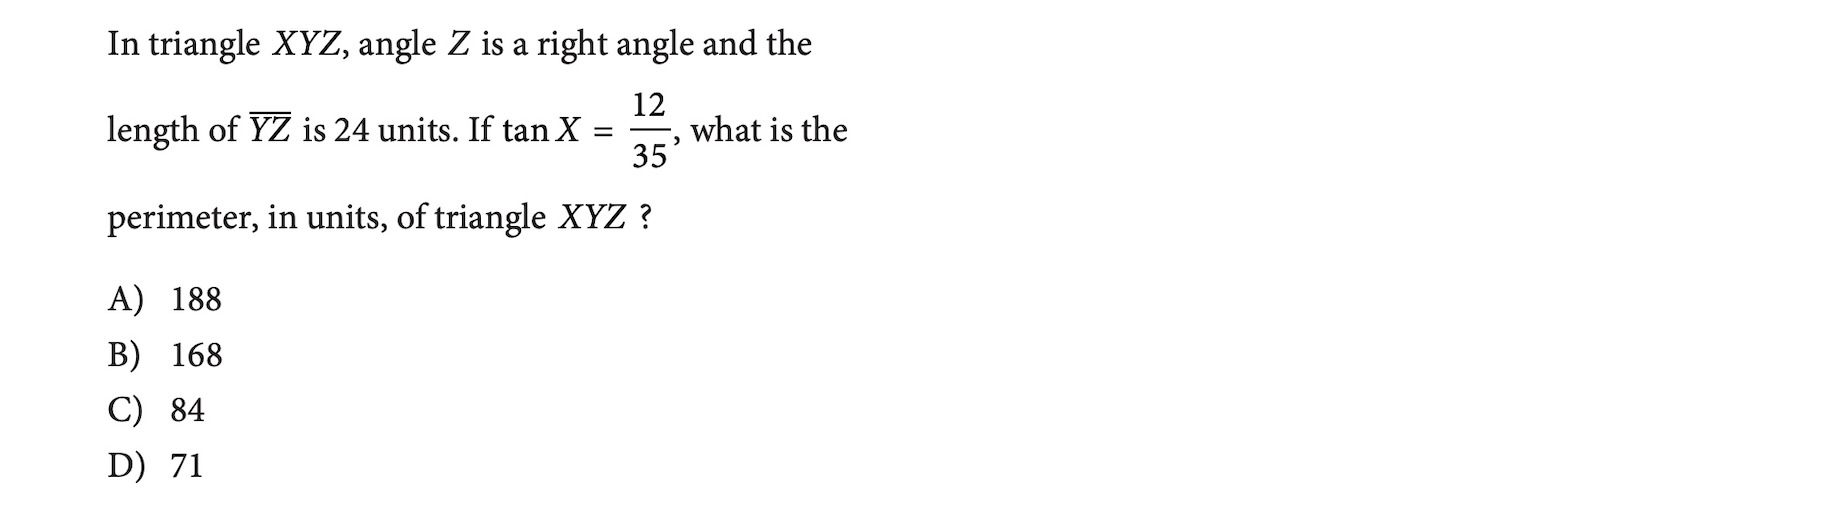 In triangle XYZ, angle Z is a right angle and the
length of \overline{YZ} is 24 units. If tan X = \frac{12}{35}, what is the
perimeter, in units, of triangle XYZ ?
A) 188
B) 168
C) 84
D) 71